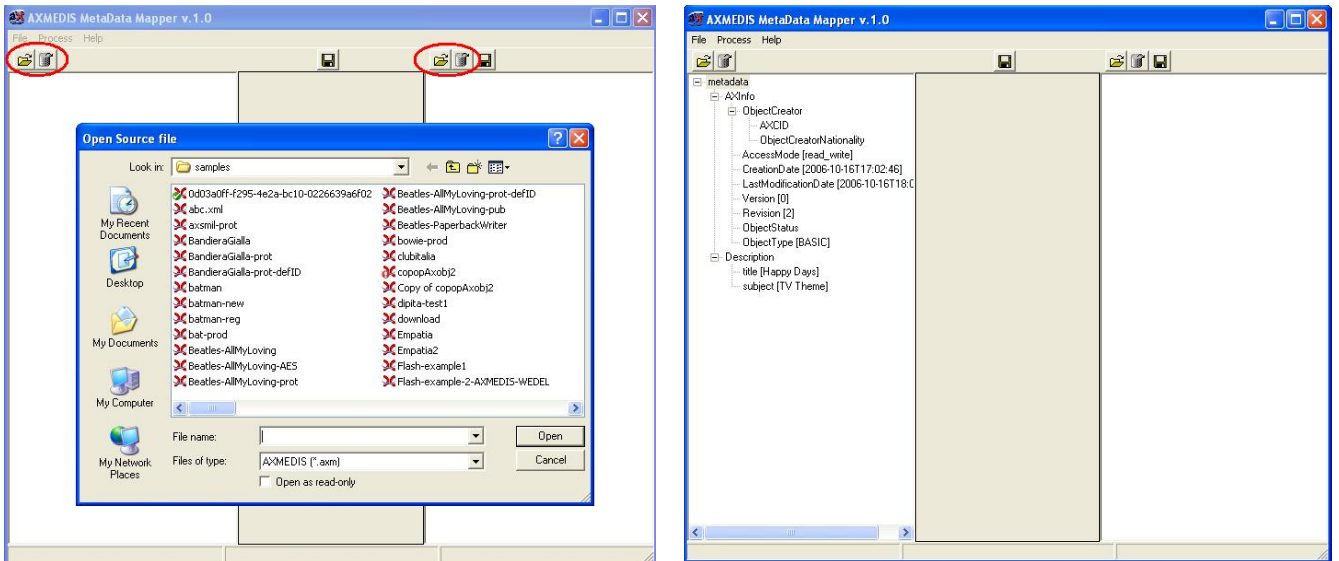 AXMEDIS MetaData Mapper v.1.0
File Process Help
Open Source file
Look in: samples
My Recent Documents
Desktop
My Documents
My Computer
My Network Places
0d03a0ff-f295-4e2a-bc10-0226639a6f02
abc.xml
axsmil-prot
BandieraGialla
BandieraGialla-prot
BandieraGialla-prot-defID
batman
batman-new
batman-reg
bat-prod
Beatles-AllMyLoving
Beatles-AllMyLoving-AES
Beatles-AllMyLoving-prot
Beatles-AllMyLoving-prot-defID
Beatles-AllMyLoving-pub
Beatles-PaperbackWriter
bowie-prod
clubitalia
copopAxobj2
Copy of copopAxobj2
dipita-test1
download
Empatia
Empatia2
Flash-example1
Flash-example-2-AXMEDIS-WEDEL
File name:
Open
Files of type: AXMEDIS (*.axm)
Cancel
Open as read-only
AXMEDIS MetaData Mapper v.1.0
File Process Help
metadata
AXInfo
ObjectCreator
AXCID
ObjectCreatorNationality
AccessMode [read_write]
CreationDate [2006-10-16T17:02:46]
LastModificationDate [2006-10-16T18:0
Version [0]
Revision [2]
ObjectStatus
ObjectType [BASIC]
Description
title [Happy Days]
subject [TV Theme]